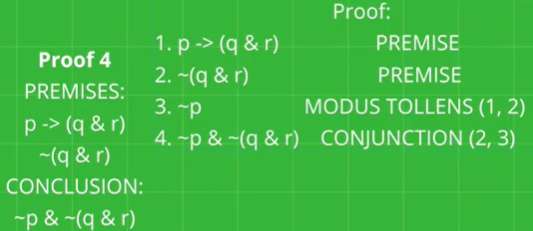 Proof 4
PREMISES:
p -> (q & r)
~(q & r)
CONCLUSION:
~p & ~(q & r)
Proof:
1. p -> (q & r) PREMISE
2. ~(q & r) PREMISE
3. ~p MODUS TOLLENS (1, 2)
4. ~p & ~(q & r) CONJUNCTION (2, 3)